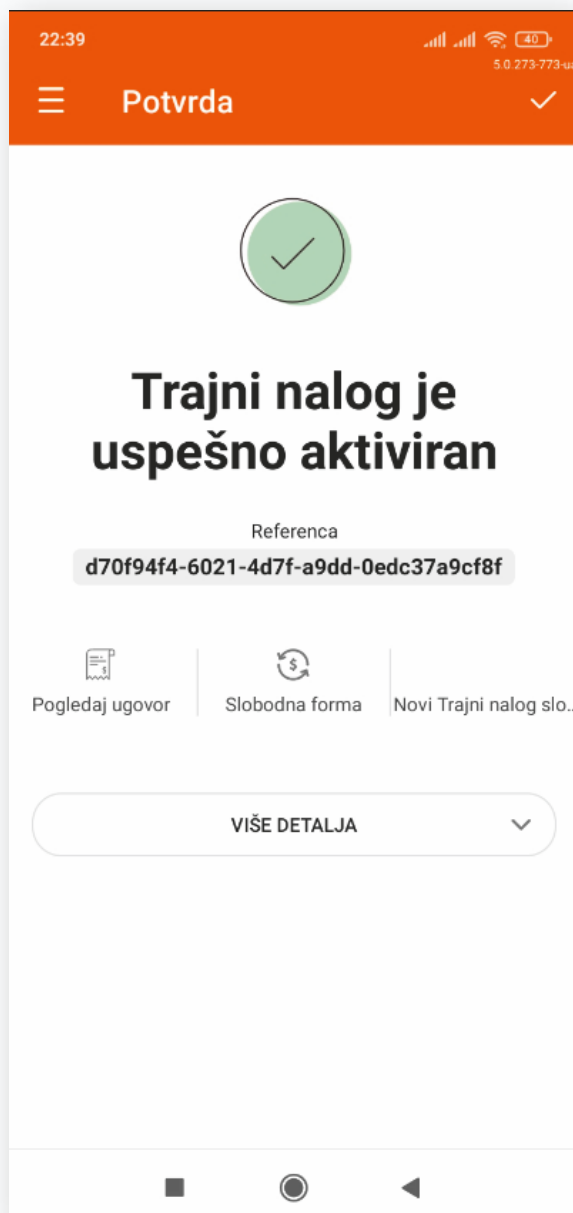 22:39
40
5.0.273-773-ua
Potvrda
Trajni nalog je
uspešno aktiviran
Referenca
d70f94f4-6021-4d7f-a9dd-0edc37a9cf8f
Pogledaj ugovor
Slobodna forma
Novi Trajni nalog slo..
VIŠE DETALJA